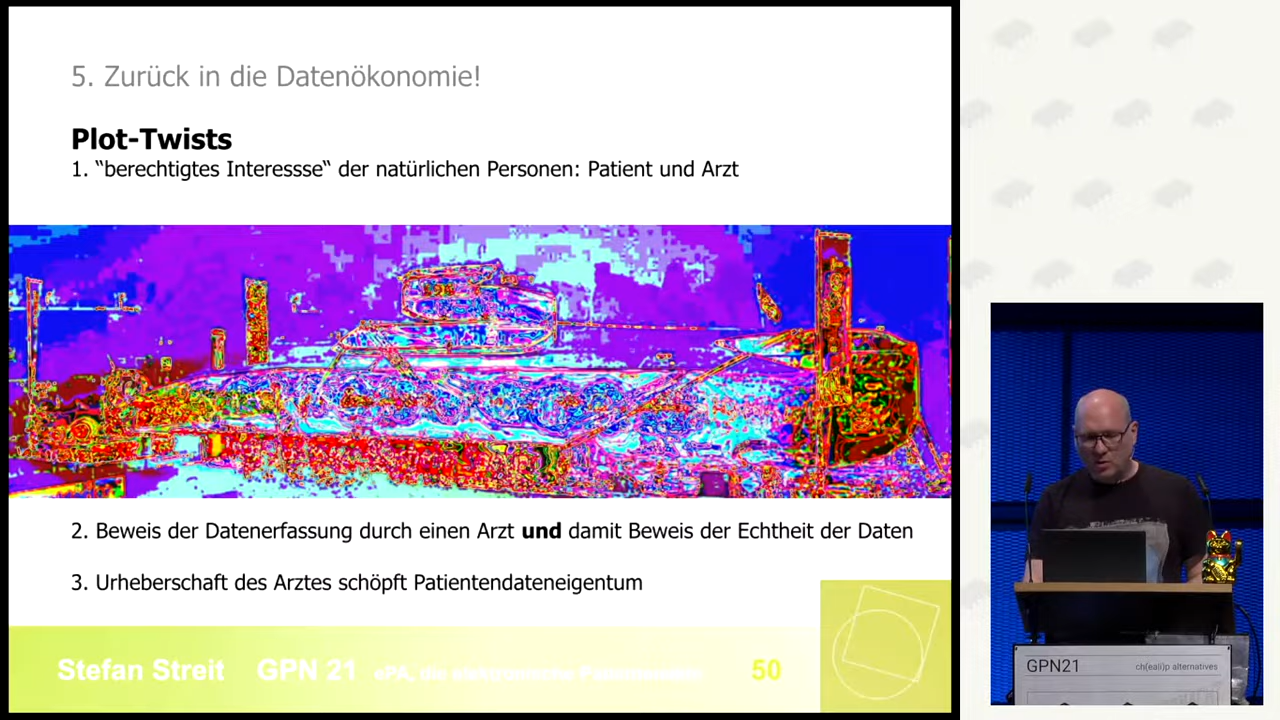 5. Zurück in die Datenökonomie!
Plot-Twists
1. “berechtigtes Interessse“ der natürlichen Personen: Patient und Arzt
2. Beweis der Datenerfassung durch einen Arzt und damit Beweis der Echtheit der Daten
3. Urheberschaft des Arztes schöpft Patientendateneigentum
Stefan Streit GPN 21 ePA, die elektronische Patientenakte 50
GPN21 ch(eai)p alternatives